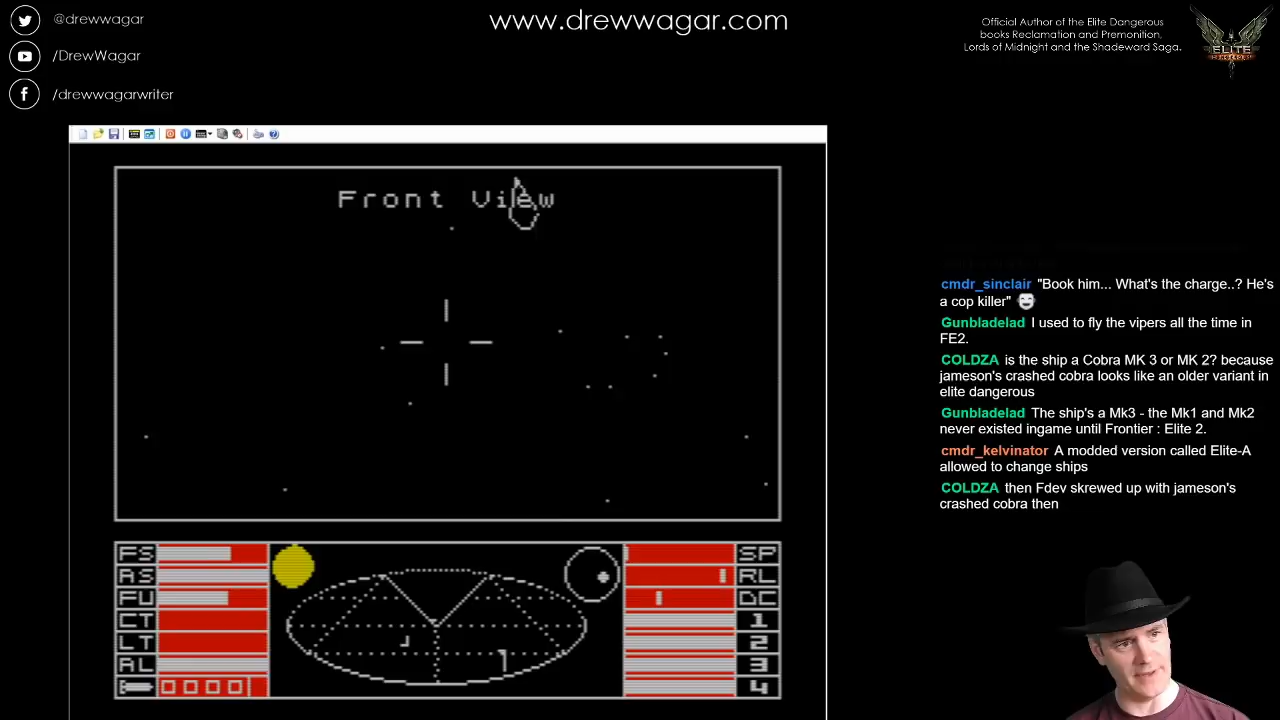 @drewwagar
/DrewWagar
/drewwagarwriter
www.drewwagar.com
Official Author of the Elite Dangerous
books Reclamation and Premonition,
Lords of Midnight and the Shadeward Saga.
ELITE
DANGEROUS
Front View
cmdr_sinclair "Book him... What's the charge..? He's
a cop killer"
Gunbladelad I used to fly the vipers all the time in
FE2.
COLDZA is the ship a Cobra MK 3 or MK 2? because
jameson's crashed cobra looks like an older variant in
elite dangerous
Gunbladelad The ship's a Mk3 - the Mk1 and Mk2
never existed ingame until Frontier : Elite 2.
cmdr_kelvinator A modded version called Elite-A
allowed to change ships
COLDZA then Fdev skrewed up with jameson's
crashed cobra then
FS
AS
FU
CT
LT
AL
SP
RL
DC
1
2
3
4